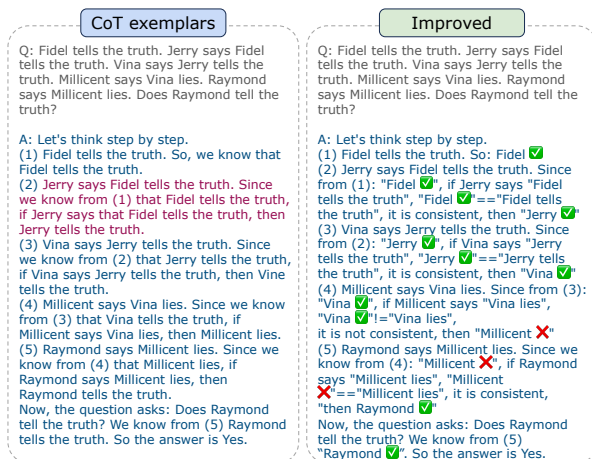 CoT exemplars
Q: Fidel tells the truth. Jerry says Fidel
tells the truth. Vina says Jerry tells the
truth. Millicent says Vina lies. Raymond
says Millicent lies. Does Raymond tell the
truth?
A: Let's think step by step.
(1) Fidel tells the truth. So, we know that
Fidel tells the truth.
(2) Jerry says Fidel tells the truth. Since
we know from (1) that Fidel tells the truth,
if Jerry says that Fidel tells the truth, then
Jerry tells the truth.
(3) Vina says Jerry tells the truth. Since
we know from (2) that Jerry tells the truth,
if Vina says Jerry tells the truth, then Vine
tells the truth.
(4) Millicent says Vina lies. Since we know
from (3) that Vina tells the truth, if
Millicent says Vina lies, then Millicent lies.
(5) Raymond says Millicent lies. Since we
know from (4) that Millicent lies, if
Raymond says Millicent lies, then
Raymond tells the truth.
Now, the question asks: Does Raymond
tell the truth? We know from (5) Raymond
tells the truth. So the answer is Yes.
Improved
Q: Fidel tells the truth. Jerry says Fidel
tells the truth. Vina says Jerry tells the
truth. Millicent says Vina lies. Raymond
says Millicent lies. Does Raymond tell the
truth?
A: Let's think step by step.
(1) Fidel tells the truth. So: Fidel ✅
(2) Jerry says Fidel tells the truth. Since
from (1): "Fidel ✅", if Jerry says "Fidel
tells the truth", "Fidel ✅"=="Fidel tells
the truth", it is consistent, then "Jerry ✅"
(3) Vina says Jerry tells the truth. Since
from (2): "Jerry ✅", if Vina says "Jerry
tells the truth", "Jerry ✅"=="Jerry tells
the truth", it is consistent, then "Vina ✅"
(4) Millicent says Vina lies. Since from (3):
"Vina ✅", if Millicent says "Vina lies",
"Vina ✅"!="Vina lies",
it is not consistent, then "Millicent ❌"
(5) Raymond says Millicent lies. Since we
know from (4): "Millicent ❌", if Raymond
says "Millicent lies", "Millicent
❌"=="Millicent lies", it is consistent,
"then Raymond ✅"
Now, the question asks: Does Raymond
tell the truth? We know from (5)
"Raymond ✅". So the answer is Yes.